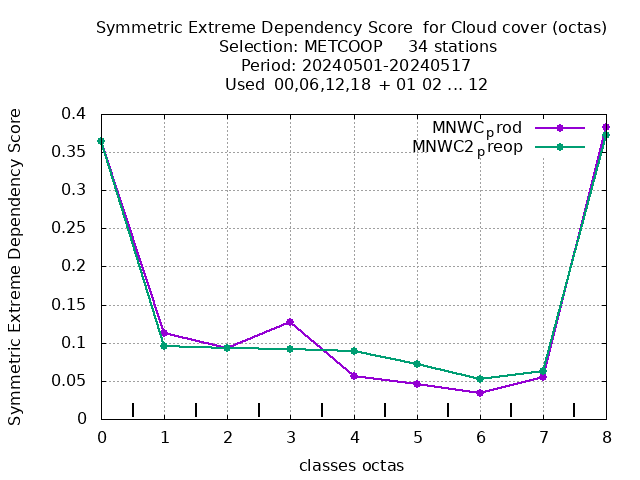 Symmetric Extreme Dependency Score  for Cloud cover (octas)
Selection: METCOOP     34 stations
Period: 20240501-20240517
Used  00,06,12,18  + 01 02 ... 12
Symmetric Extreme Dependency Score
MNWCprod
MNWC2preop
0.4
0.35
0.3
0.25
0.2
0.15
0.1
0.05
0
0 1 2 3 4 5 6 7 8
classes octas